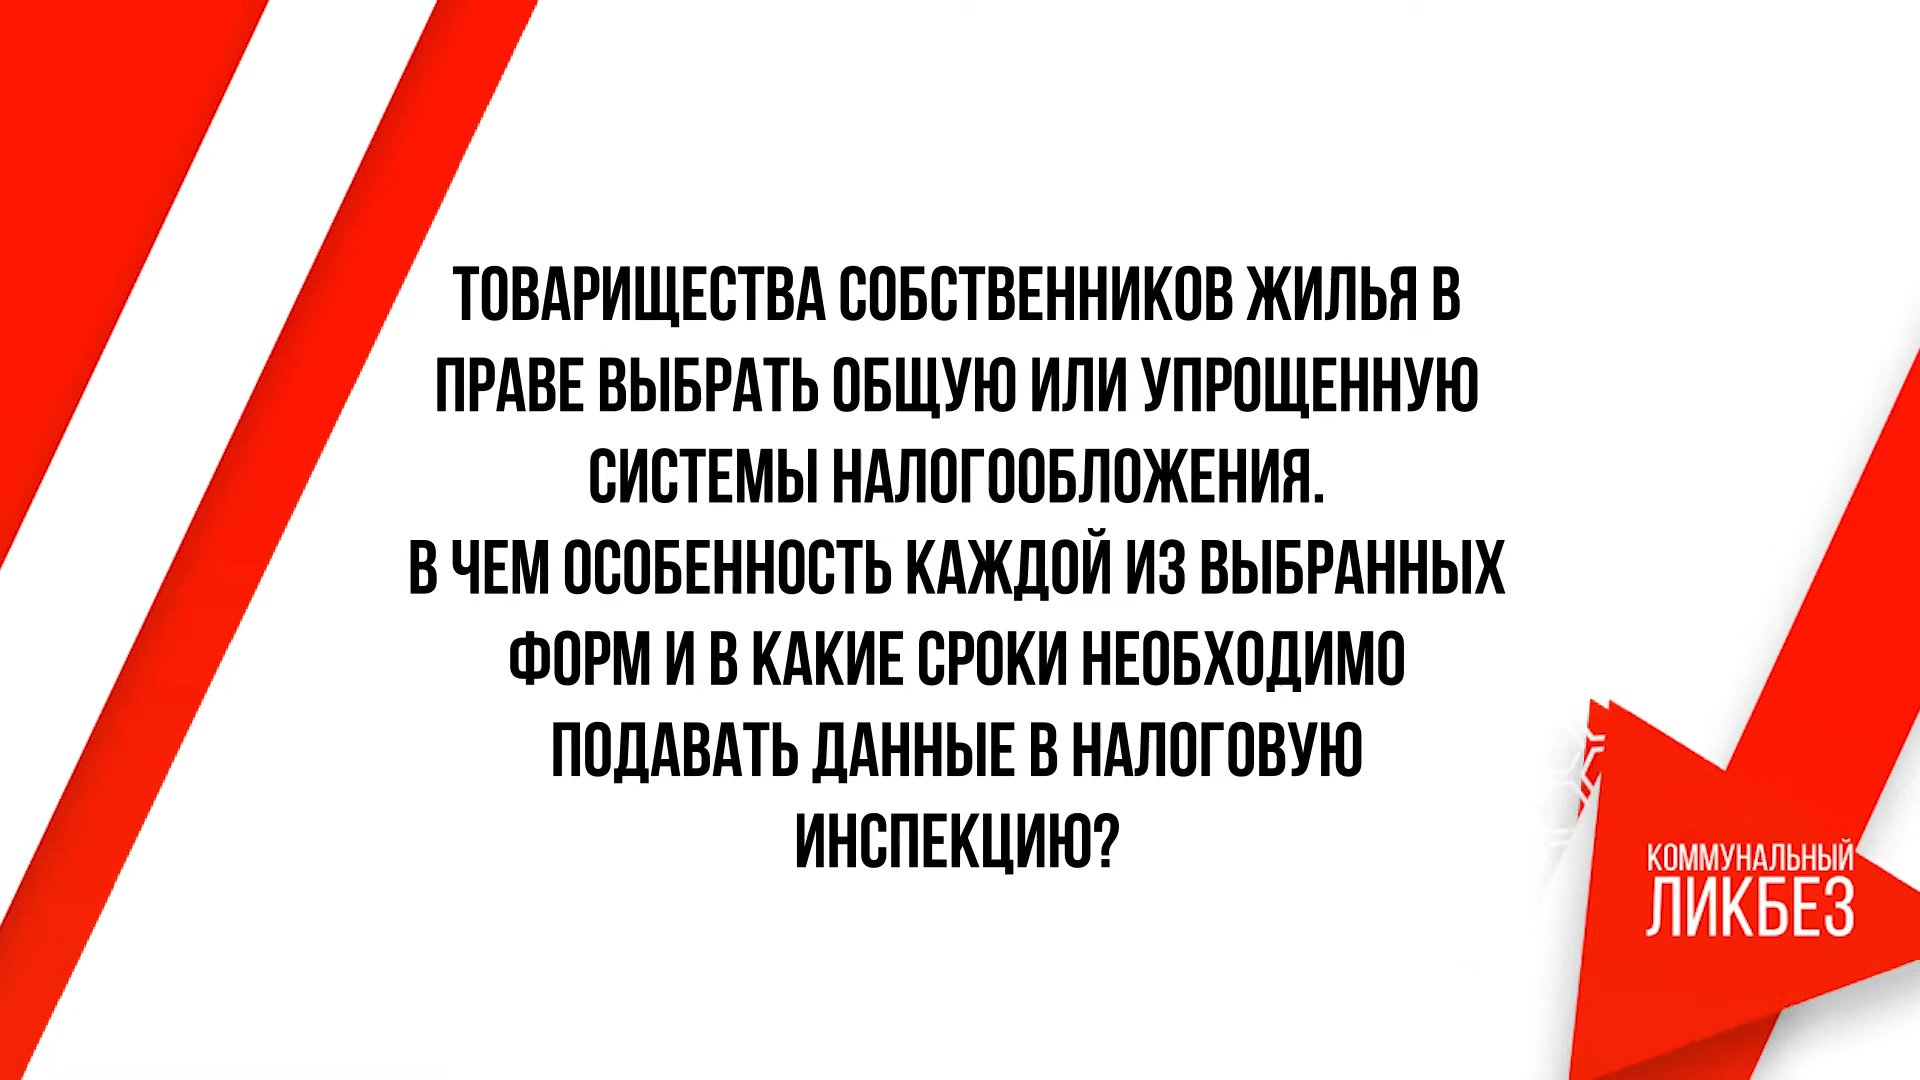 ТОВАРИЩЕСТВА СОБСТВЕННИКОВ ЖИЛЬЯ В
ПРАВЕ ВЫБРАТЬ ОБЩУЮ ИЛИ УПРОЩЕННУЮ
СИСТЕМЫ НАЛОГООБЛОЖЕНИЯ.
В ЧЕМ ОСОБЕННОСТЬ КАЖДОЙ ИЗ ВЫБРАННЫХ
ФОРМ И В КАКИЕ СРОКИ НЕОБХОДИМО
ПОДАВАТЬ ДАННЫЕ В НАЛОГОВУЮ
ИНСПЕКЦИЮ?
КОММУНАЛЬНЫЙ
ЛИКБЕЗ